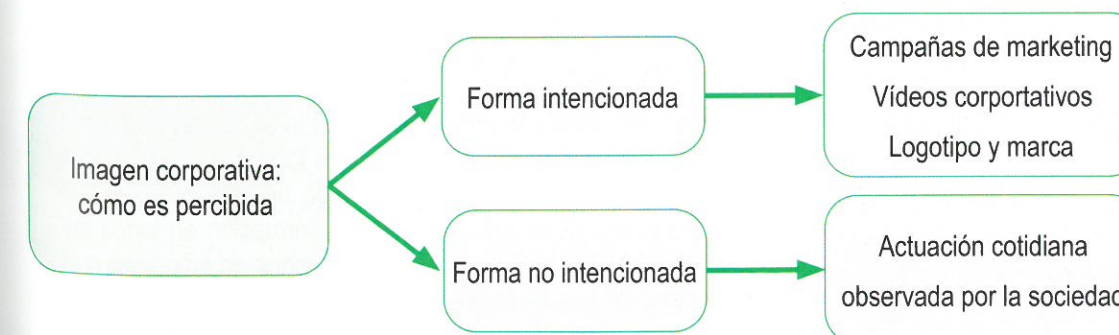 Imagen corporativa:
cómo es percibida
Forma intencionada
Campañas de marketing
Vídeos corportativos
Logotipo y marca
Forma no intencionada
Actuación cotidiana
observada por la sociedad